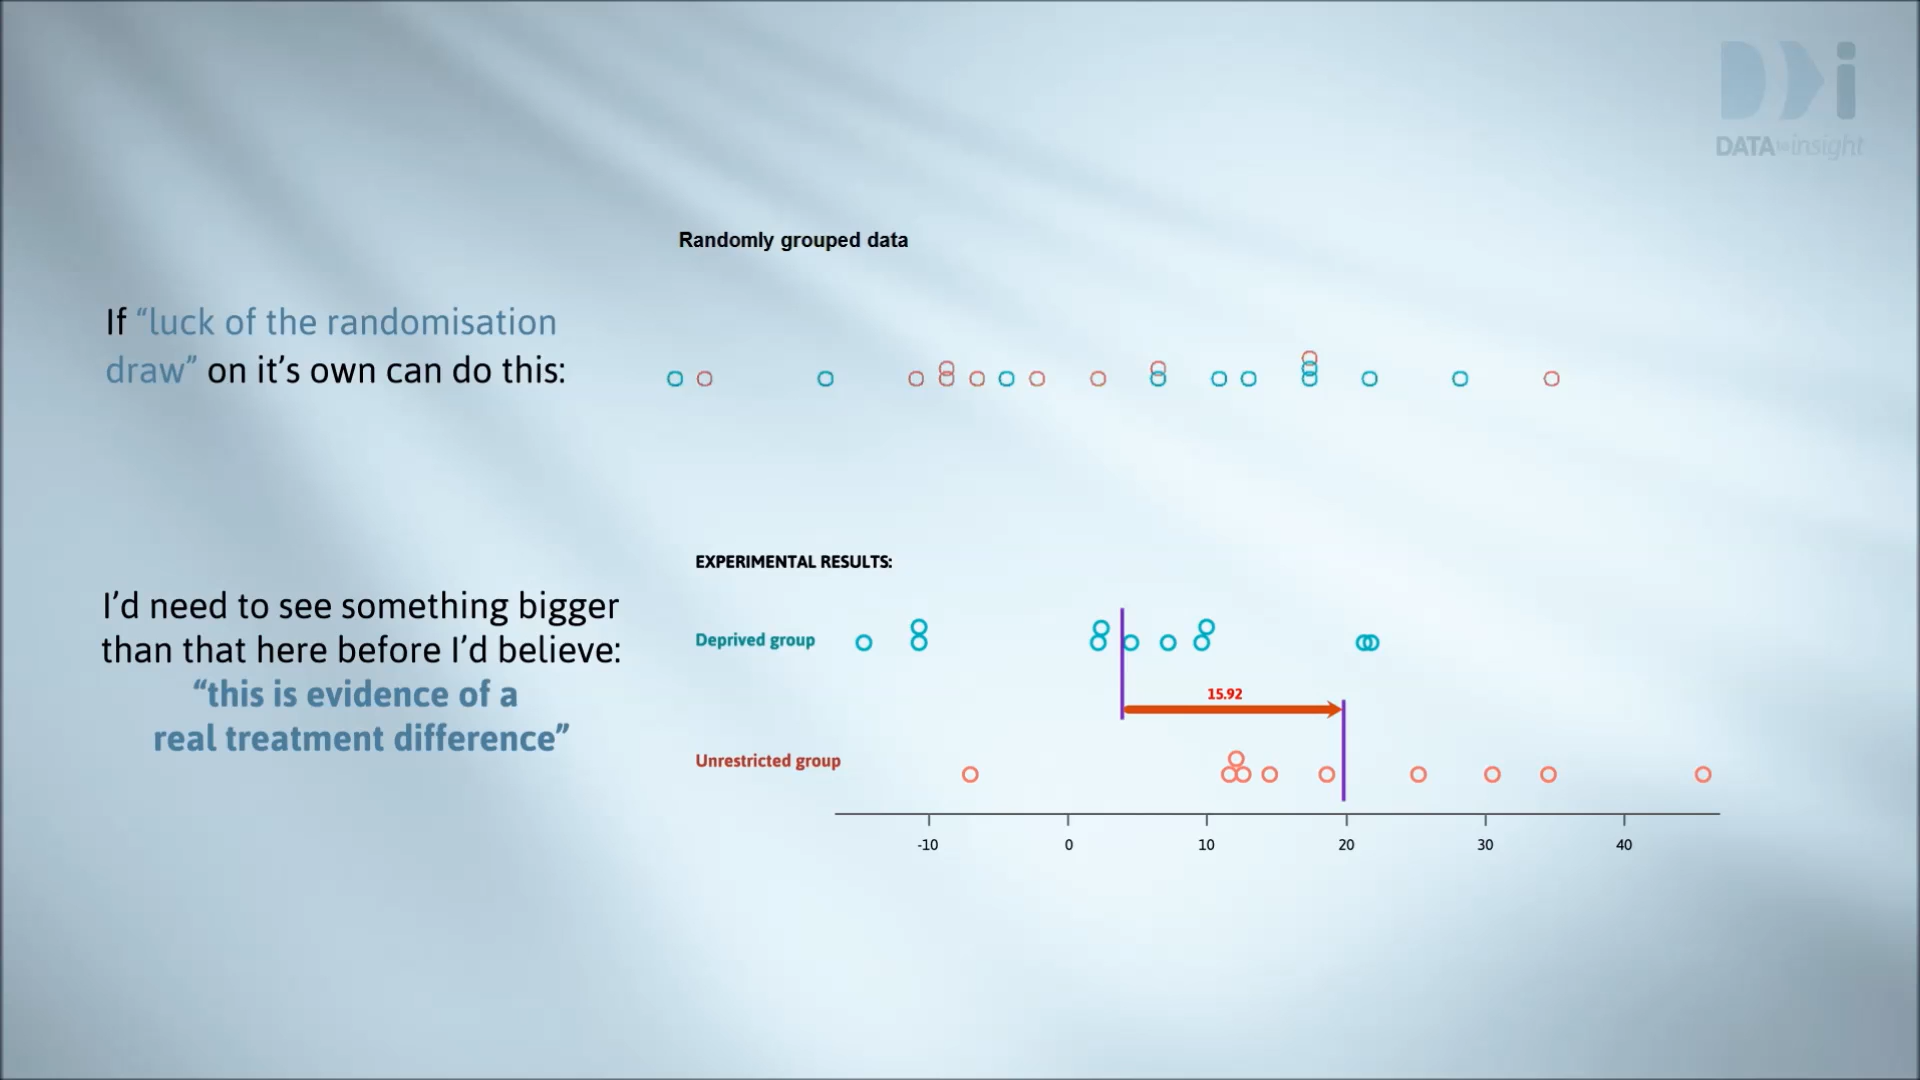 DATA to insight
Randomly grouped data
If “luck of the randomisation
draw” on it’s own can do this:
EXPERIMENTAL RESULTS:
I’d need to see something bigger
than that here before I’d believe:
“this is evidence of a
real treatment difference”
Deprived group
15.92
Unrestricted group
-10 0 10 20 30 40